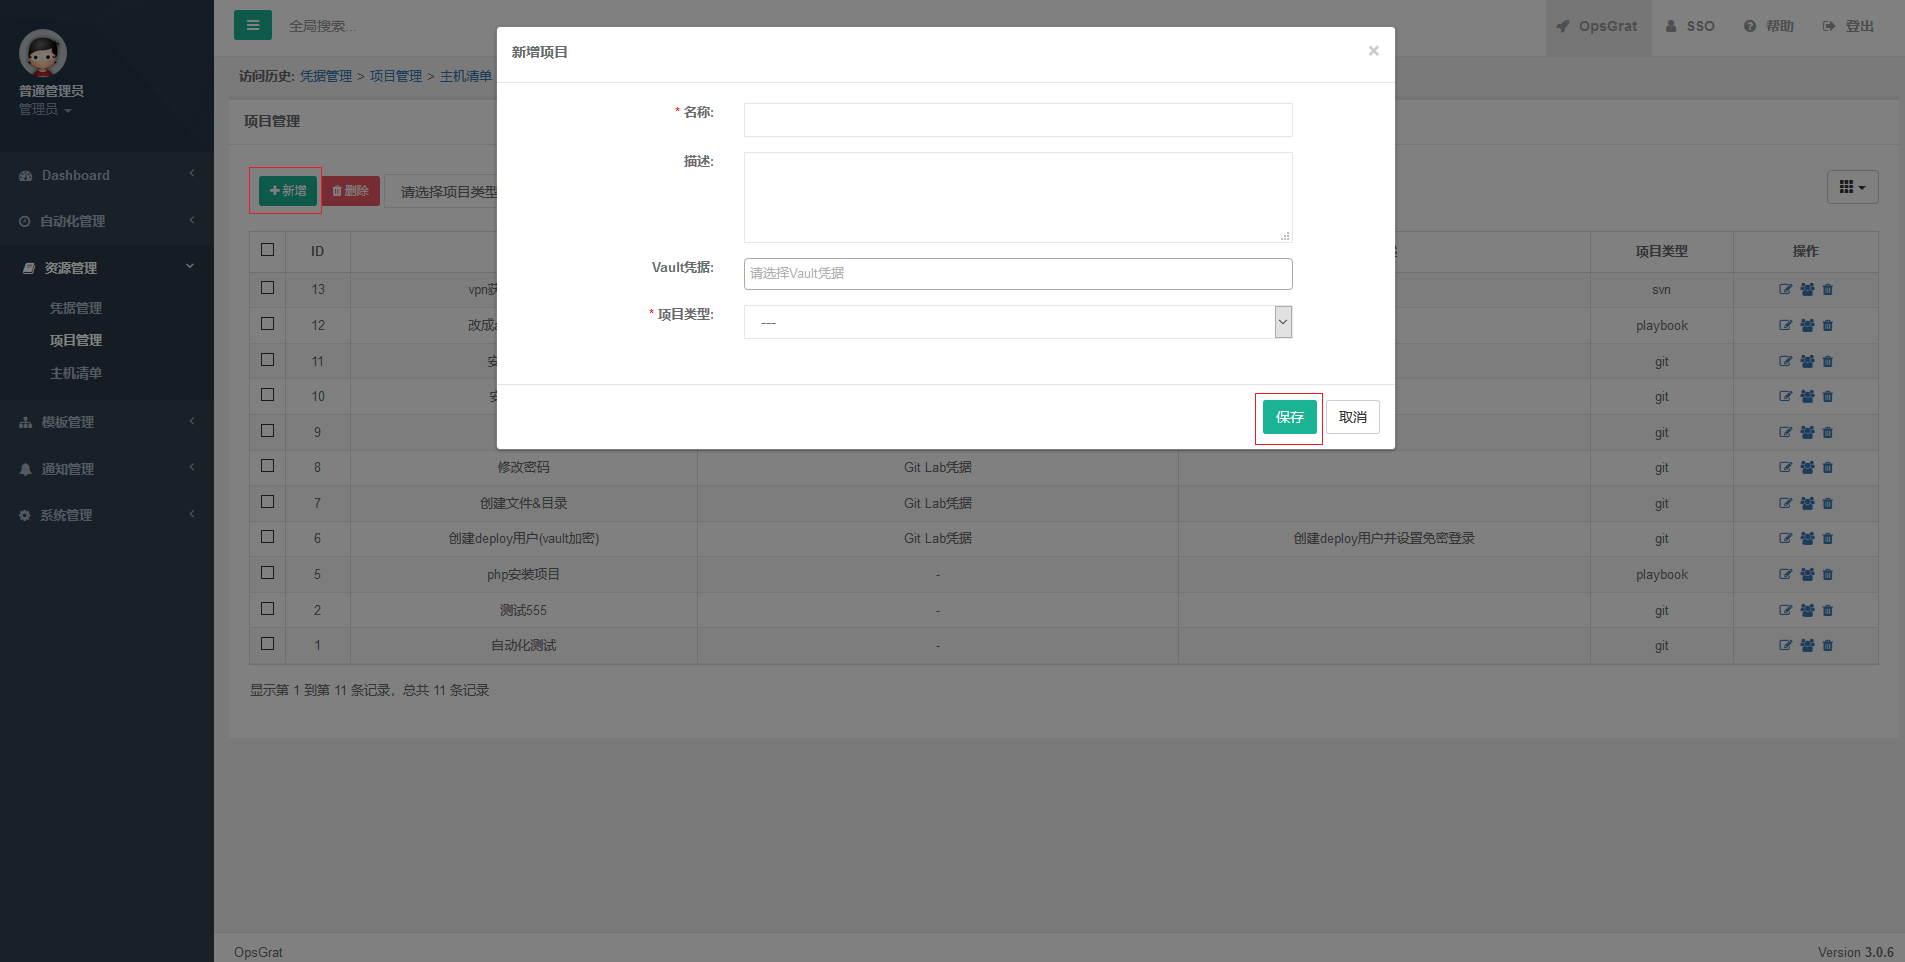 全局搜索...
OpsGrat
SSO
帮助
登出
普通管理员
管理员
Dashboard
自动化管理
资源管理
凭据管理
项目管理
主机清单
模板管理
通知管理
系统管理
访问历史: 凭据管理 > 项目管理 > 主机清单
项目管理
新增
删除
请选择项目类型
新增项目
×
* 名称:
描述:
Vault凭据:
请选择Vault凭据
* 项目类型:
---
保存
取消
ID 项目类型 操作
13 svn
12 playbook
11 git
10 git
9 git
8 修改密码 Git Lab凭据 git
7 创建文件&目录 Git Lab凭据 git
6 创建deploy用户(vault加密) Git Lab凭据 创建deploy用户并设置免密登录 git
5 php安装项目 - playbook
2 测试555 - git
1 自动化测试 - git
显示第 1 到第 11 条记录，总共 11 条记录
OpsGrat
Version 3.0.6